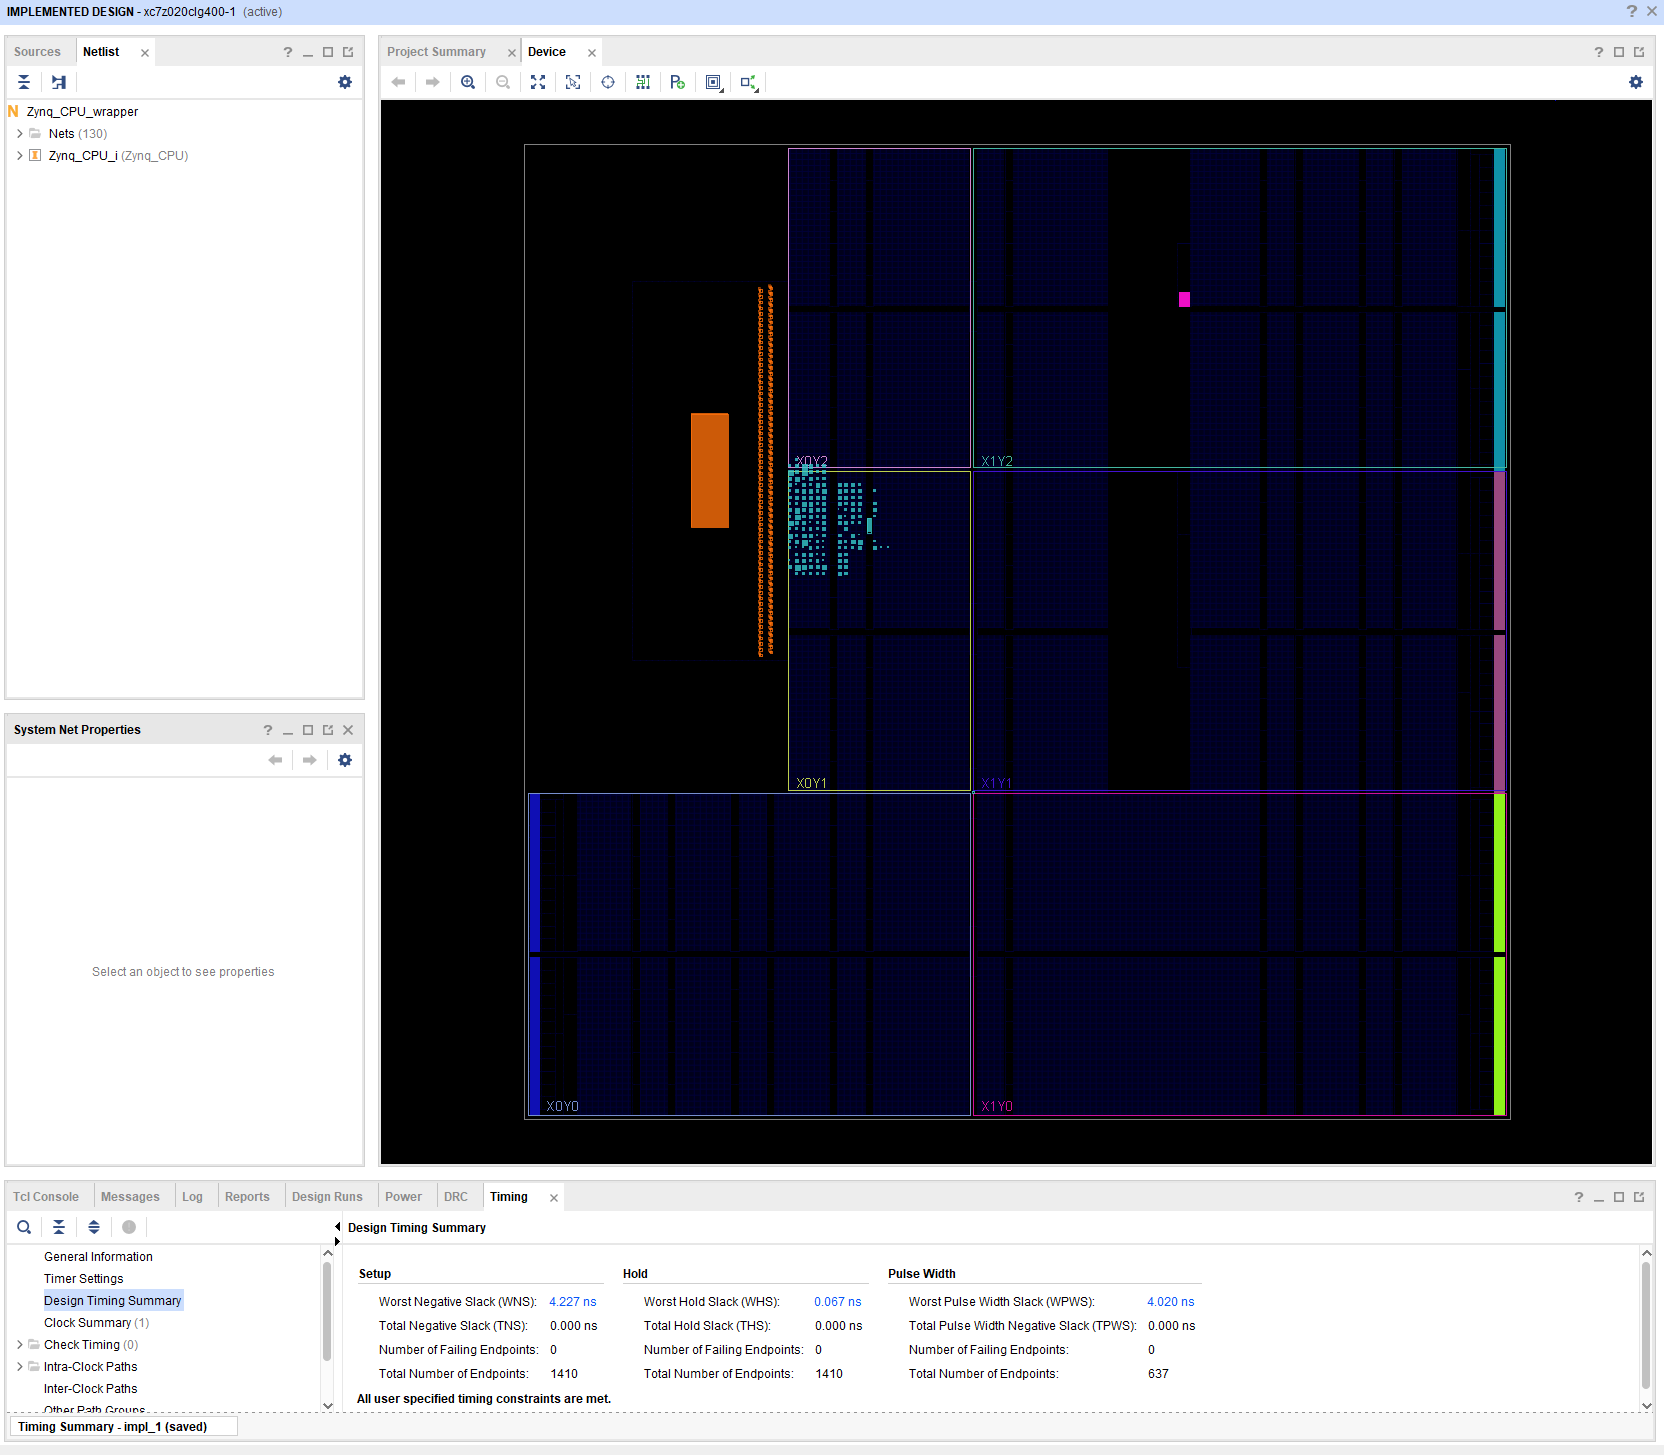 IMPLEMENTED DESIGN - xc7z020clg400-1 (active)
Sources
Netlist
Zynq_CPU_wrapper
Nets (130)
Zynq_CPU_i (Zynq_CPU)
System Net Properties
Select an object to see properties
Project Summary
Device
X0Y2
X1Y2
X0Y1
X1Y1
X0Y0
X1Y0
Tcl Console
Messages
Log
Reports
Design Runs
Power
DRC
Timing
General Information
Timer Settings
Design Timing Summary
Clock Summary (1)
Check Timing (0)
Intra-Clock Paths
Inter-Clock Paths
Other Path Groups
Design Timing Summary
Setup
Worst Negative Slack (WNS): 4.227 ns
Total Negative Slack (TNS): 0.000 ns
Number of Failing Endpoints: 0
Total Number of Endpoints: 1410
Hold
Worst Hold Slack (WHS): 0.067 ns
Total Hold Slack (THS): 0.000 ns
Number of Failing Endpoints: 0
Total Number of Endpoints: 1410
Pulse Width
Worst Pulse Width Slack (WPWS): 4.020 ns
Total Pulse Width Negative Slack (TPWS): 0.000 ns
Number of Failing Endpoints: 0
Total Number of Endpoints: 637
All user specified timing constraints are met.
Timing Summary - impl_1 (saved)